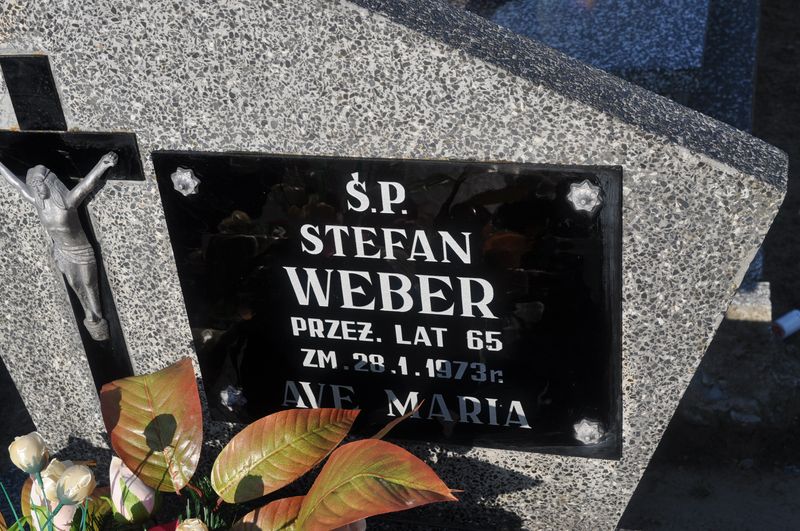 Ś.P.
STEFAN
WEBER
PRZEŻ. LAT 65
ZM. 28.1.1973r.
AVE MARIA